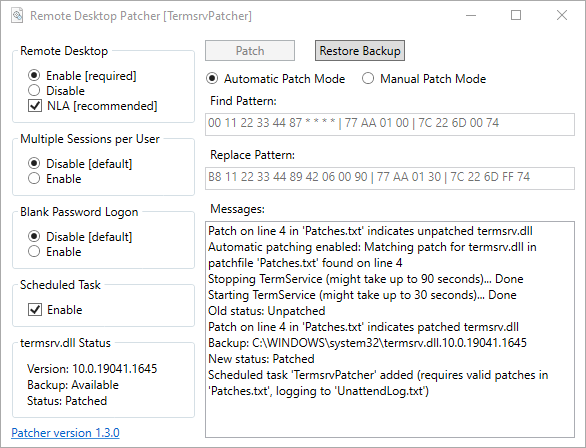 Remote Desktop Patcher [TermsrvPatcher]
Remote Desktop
Enable [required]
Disable
NLA [recommended]
Multiple Sessions per User
Disable [default]
Enable
Blank Password Logon
Disable [default]
Enable
Scheduled Task
Enable
termsrv.dll Status
Version: 10.0.19041.1645
Backup: Available
Status: Patched
Patcher version 1.3.0
Patch
Restore Backup
Automatic Patch Mode
Manual Patch Mode
Find Pattern:
00 11 22 33 44 87 * * * * | 77 AA 01 00 | 7C 22 6D 00 74
Replace Pattern:
B8 11 22 33 44 89 42 06 00 90 | 77 AA 01 30 | 7C 22 6D FF 74
Messages:
Patch on line 4 in 'Patches.txt' indicates unpatched termsrv.dll
Automatic patching enabled: Matching patch for termsrv.dll in
patchfile 'Patches.txt' found on line 4
Stopping TermService (might take up to 90 seconds)... Done
Starting TermService (might take up to 30 seconds)... Done
Old status: Unpatched
Patch on line 4 in 'Patches.txt' indicates patched termsrv.dll
Backup: C:\WINDOWS\system32\termsrv.dll.10.0.19041.1645
New status: Patched
Scheduled task 'TermsrvPatcher' added (requires valid patches in
'Patches.txt', logging to 'UnattendLog.txt')